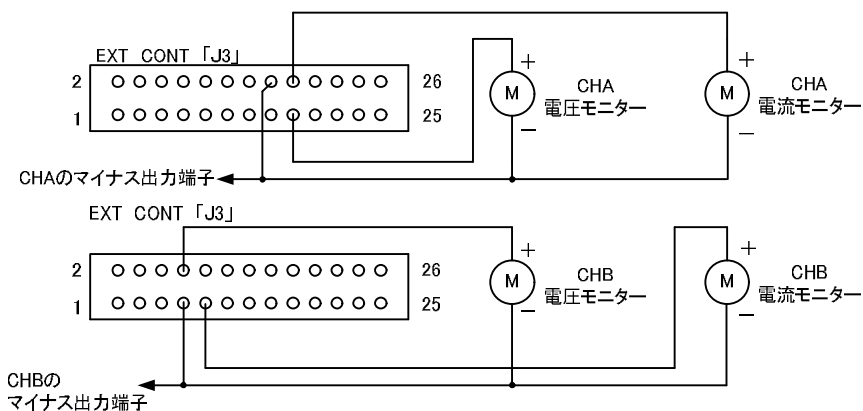 EXT CONT 「J3」
2
26
1
25
+
M
−
CHA
電圧モニター
+
M
−
CHA
電流モニター
CHAのマイナス出力端子
EXT CONT 「J3」
2
26
1
25
+
M
−
CHB
電圧モニター
+
M
−
CHB
電流モニター
CHBの
マイナス出力端子